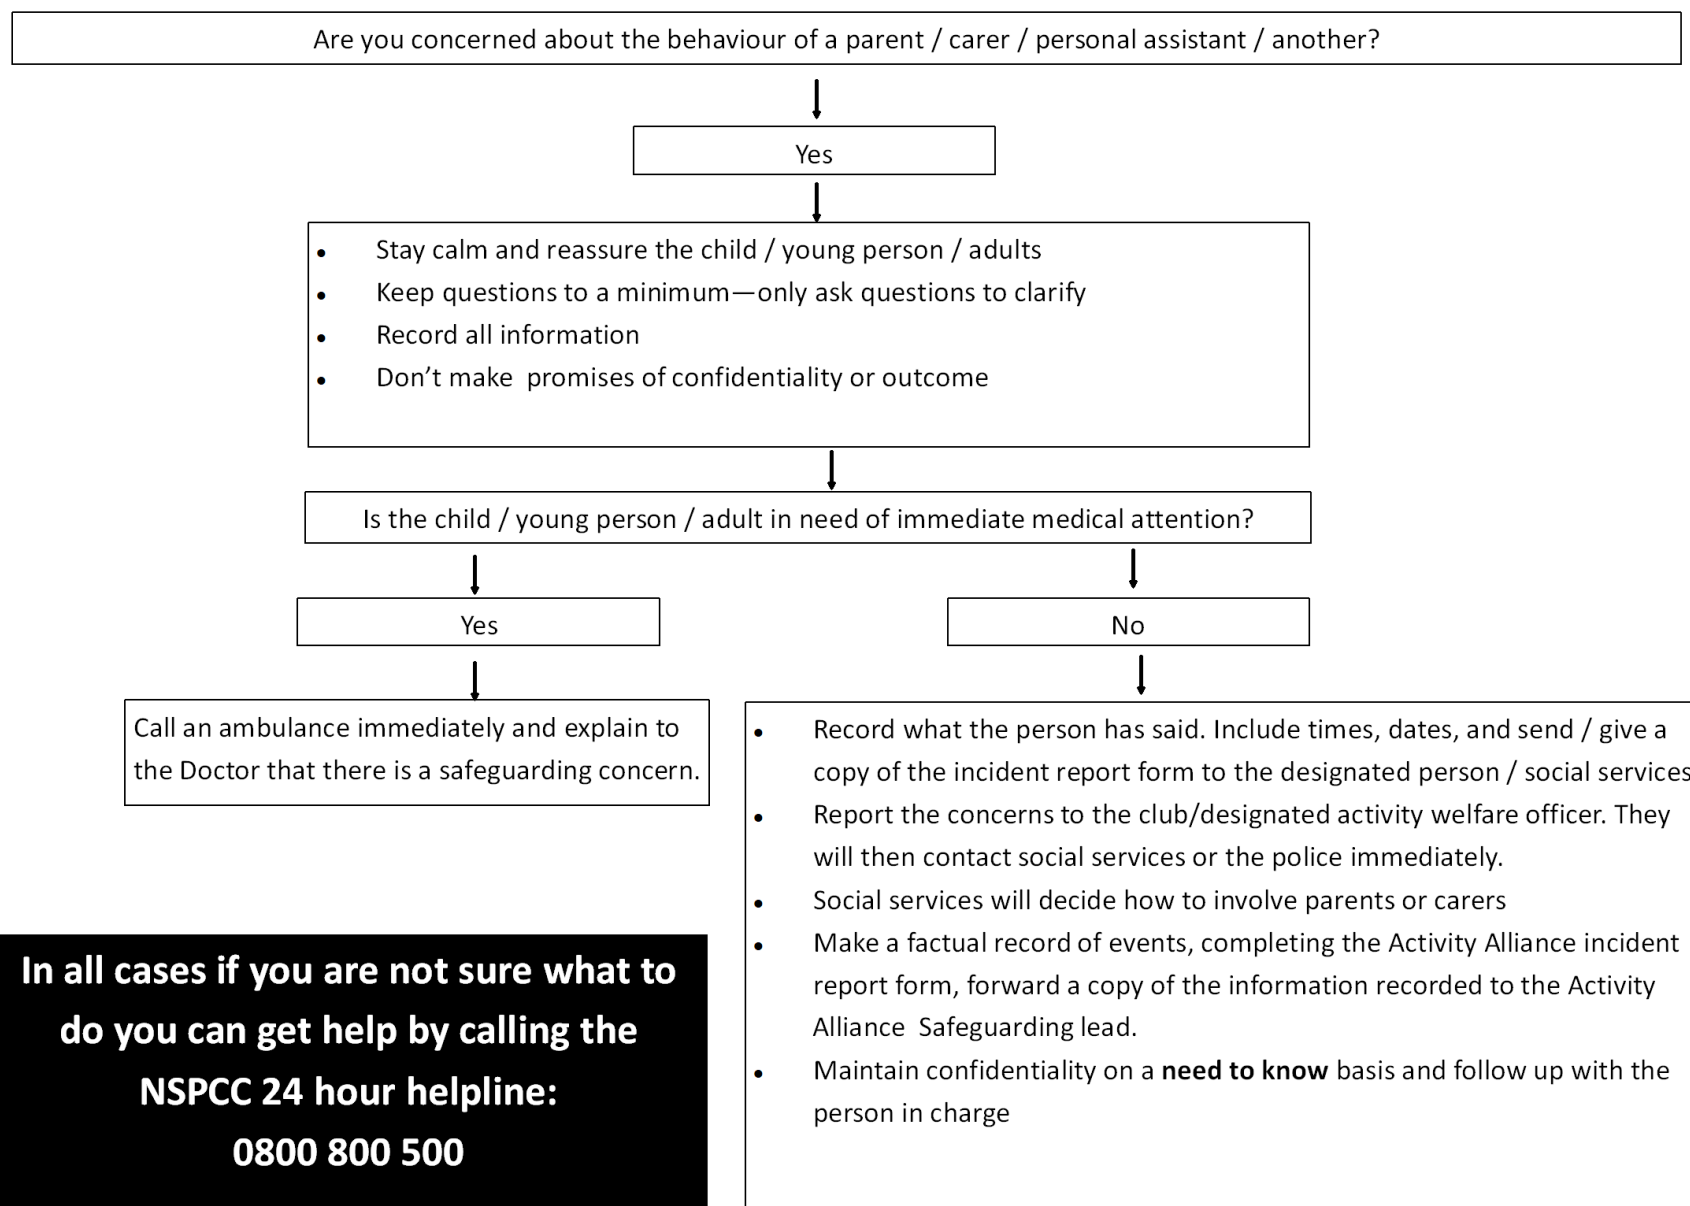 Are you concerned about the behaviour of a parent / carer / personal assistant / another?
Yes
• Stay calm and reassure the child / young person / adults
• Keep questions to a minimum—only ask questions to clarify
• Record all information
• Don’t make  promises of confidentiality or outcome
Is the child / young person / adult in need of immediate medical attention?
Yes
No
Call an ambulance immediately and explain to
the Doctor that there is a safeguarding concern.
• Record what the person has said. Include times, dates, and send / give a
copy of the incident report form to the designated person / social services
• Report the concerns to the club/designated activity welfare officer. They
will then contact social services or the police immediately.
• Social services will decide how to involve parents or carers
• Make a factual record of events, completing the Activity Alliance incident
report form, forward a copy of the information recorded to the Activity
Alliance  Safeguarding lead.
• Maintain confidentiality on a need to know basis and follow up with the
person in charge
In all cases if you are not sure what to
do you can get help by calling the
NSPCC 24 hour helpline:
0800 800 500